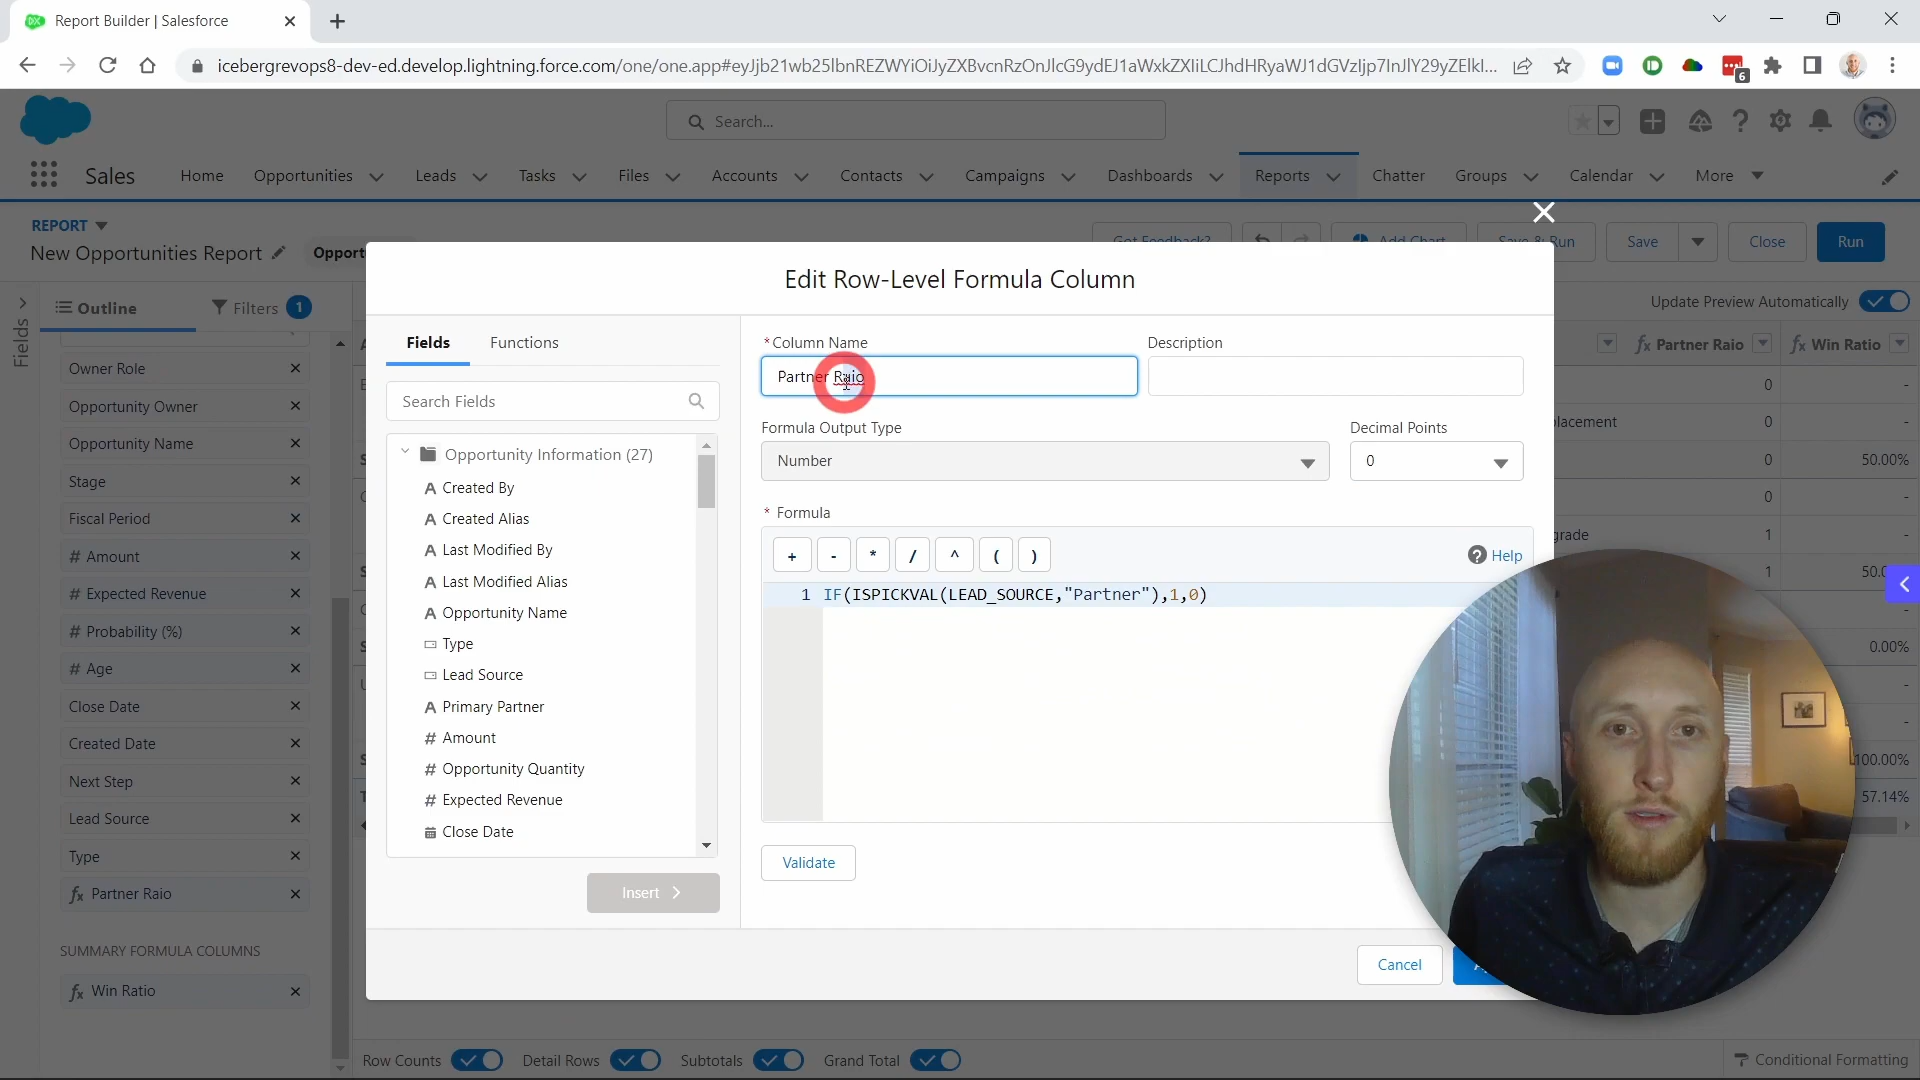 Report Builder | Salesforce
icebergrevops8-dev-ed.develop.lightning.force.com/one/one.app#eyJjb21wb25lbnREZWYiOiJyZXBvcnRzOnJlcG9ydEJ1aWxkZXIiLCJhdHRyaWJ1dGVzIjp7InJlY29yZElkI...
6
Search...
Sales
Home
Opportunities
Leads
Tasks
Files
Accounts
Contacts
Campaigns
Dashboards
Reports
Chatter
Groups
Calendar
More
REPORT
New Opportunities Report
Opport
Got Feedback?
Add Chart
Save & Run
Save
Close
Run
Fields
Outline
Filters 1
Update Preview Automatically
Owner Role
Opportunity Owner
Opportunity Name
Stage
Fiscal Period
# Amount
# Expected Revenue
# Probability (%)
# Age
Close Date
Created Date
Next Step
Lead Source
Type
fx Partner Raio
SUMMARY FORMULA COLUMNS
fx Win Ratio
Edit Row-Level Formula Column
Fields
Functions
Search Fields
Opportunity Information (27)
A Created By
A Created Alias
A Last Modified By
A Last Modified Alias
A Opportunity Name
Type
Lead Source
A Primary Partner
# Amount
# Opportunity Quantity
# Expected Revenue
Close Date
Insert
* Column Name
Partner Raio
Description
Formula Output Type
Number
Decimal Points
0
* Formula
+ - * / ^ ( )
? Help
1 IF(ISPICKVAL(LEAD_SOURCE,"Partner"),1,0)
Validate
Cancel
fx Partner Raio
fx Win Ratio
0 -
lacement 0 -
0 50.00%
0 -
grade 1 -
1 50.0
-
0.00%
-
-
100.00%
57.14%
Row Counts
Detail Rows
Subtotals
Grand Total
Conditional Formatting